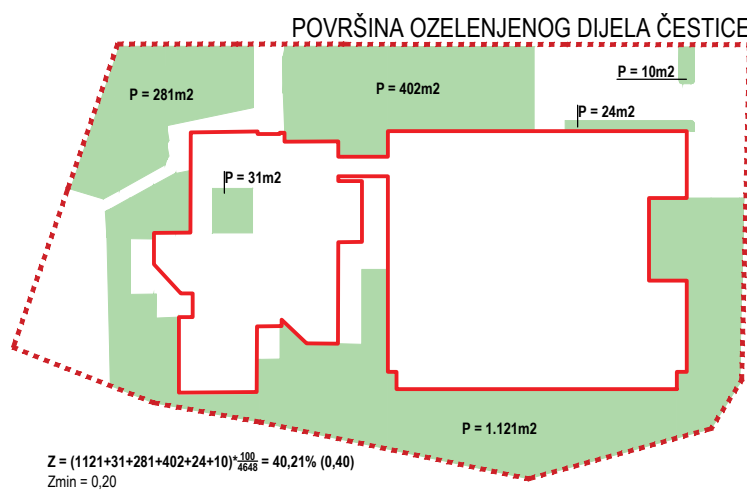 POVRŠINA OZELENJENOG DIJELA ČESTICE
P = 10m2
P = 281m2
P = 402m2
P = 24m2
P = 31m2
P = 1.121m2
Z = (1121+31+281+402+24+10)*100/4648 = 40,21% (0,40)
Zmin = 0,20